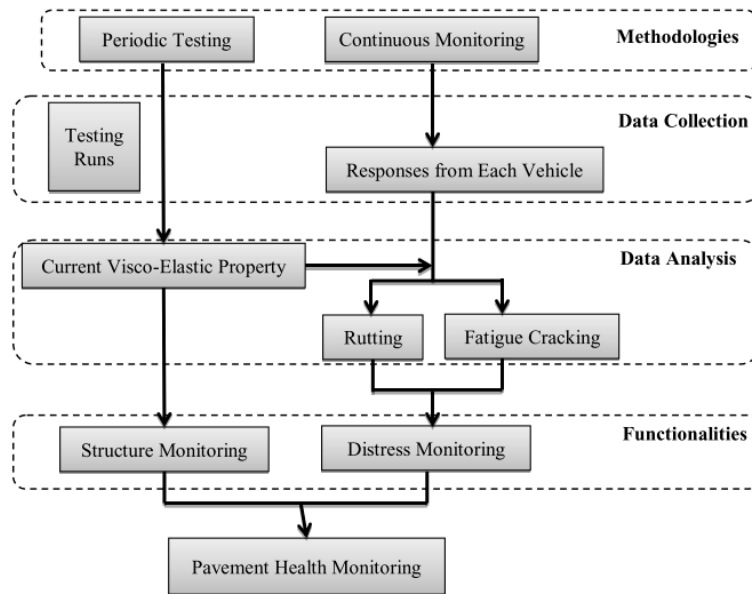 Periodic Testing
Continuous Monitoring
Methodologies
Testing
Runs
Data Collection
Responses from Each Vehicle
Current Visco-Elastic Property
Data Analysis
Rutting
Fatigue Cracking
Structure Monitoring
Distress Monitoring
Functionalities
Pavement Health Monitoring